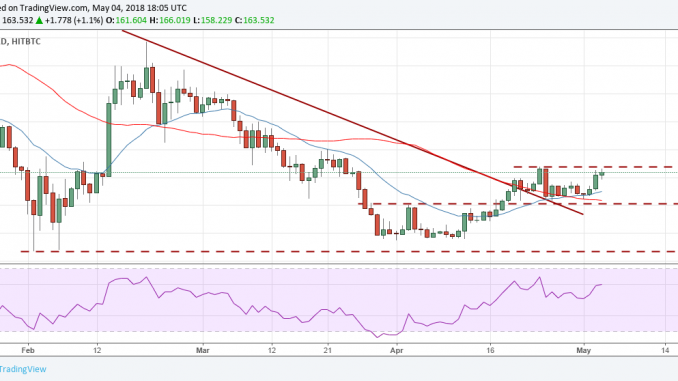 ed on TradingView.com, May 04, 2018 18:05 UTC
163.532 ▲ +1.778 (+1.1%) O:161.604 H:166.019 L:158.229 C:163.532
D, HITBTC
Feb 12 Mar 12 21 Apr 16 May 14
TradingView